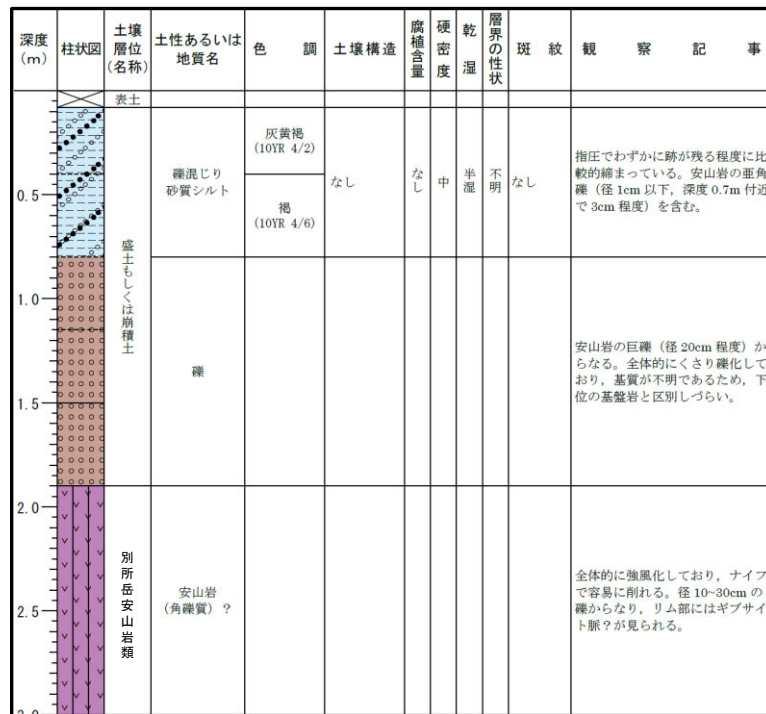 深度
(m)
柱状図
土壌
層位
(名称)
土性あるいは
地質名
色 調
土壌構造
腐植含量
硬密度
乾湿
層界の性状
斑 紋
観 察 記 事
表土
0.5
1.0
1.5
2.0
2.5
盛土もしくは崩積土
礫混じり
砂質シルト
灰黄褐
(10YR 4/2)
褐
(10YR 4/6)
なし
なし
中
半湿
不明
なし
指圧でわずかに跡が残る程度に比
較的締まっている。安山岩の亜角
礫（径 1cm 以下，深度 0.7m 付近
で 3cm 程度）を含む。
礫
安山岩の巨礫（径 20cm 程度）か
らなる。全体的にくさり礫化して
おり，基質が不明であるため，下
位の基盤岩と区別しづらい。
別所岳安山岩類
安山岩
(角礫質) ？
全体的に強風化しており，ナイフ
で容易に削れる。径 10~30cm の
礫からなり，リム部にはギブサイ
ト脈？が見られる。